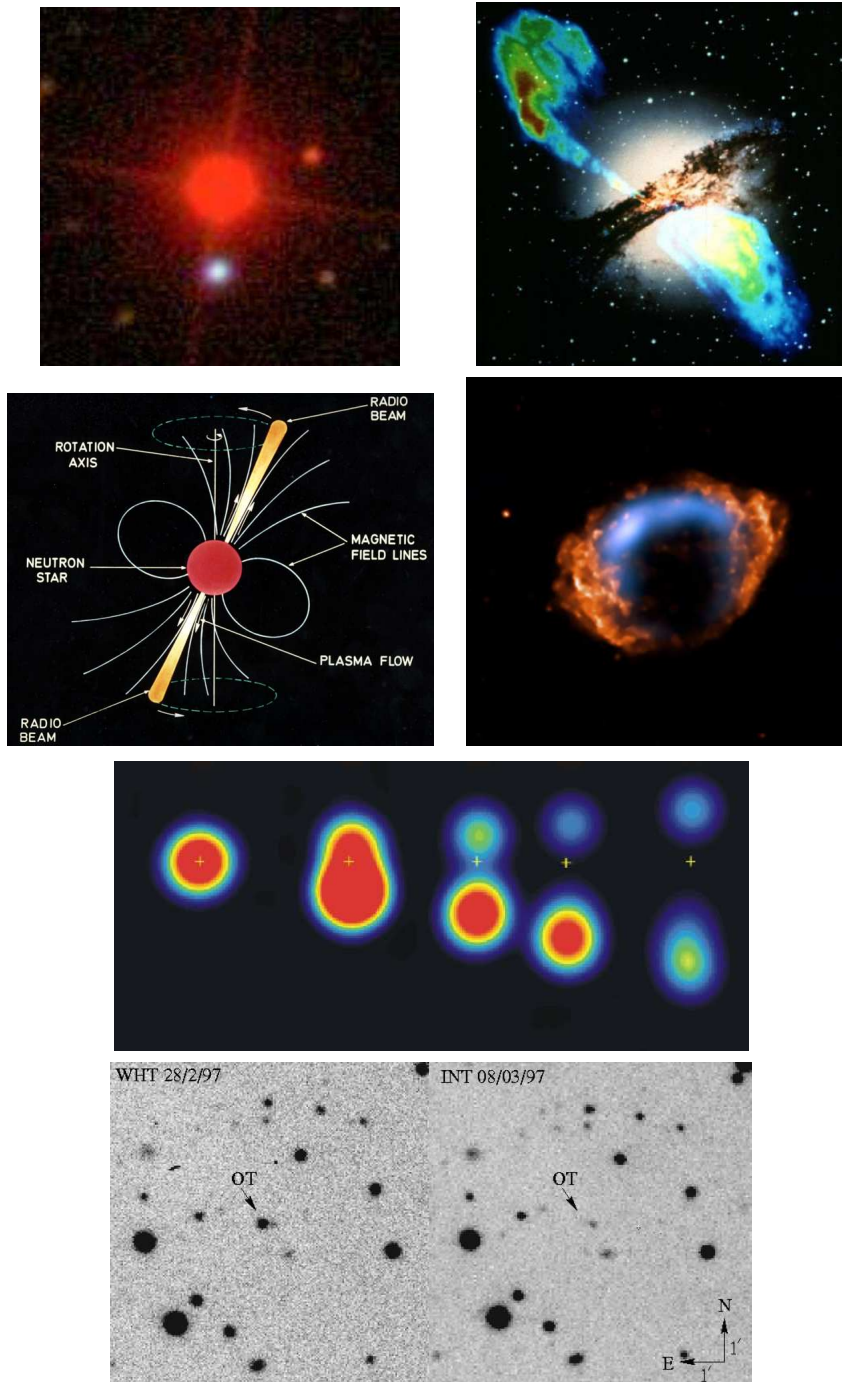 RADIO
BEAM
ROTATION
AXIS
MAGNETIC
FIELD LINES
NEUTRON
STAR
PLASMA FLOW
RADIO
BEAM
WHT 28/2/97
INT 08/03/97
OT
OT
N
1′
E
1′